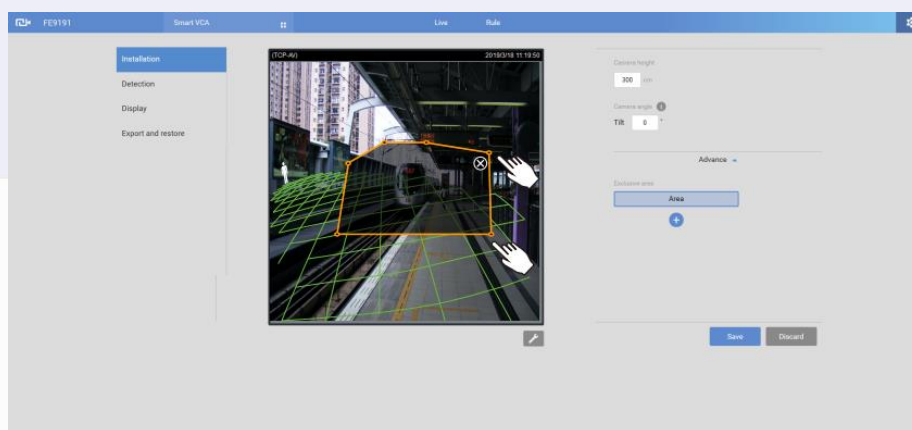 FE9191
Smart VCA
Live
Rule
Installation
Detection
Display
Export and restore
(TCP-AV)
2019/3/18 11:19:50
Camera height
300 cm
Camera angle
Tilt 0 °
Advance
Exclusive area
Area
Save
Discard